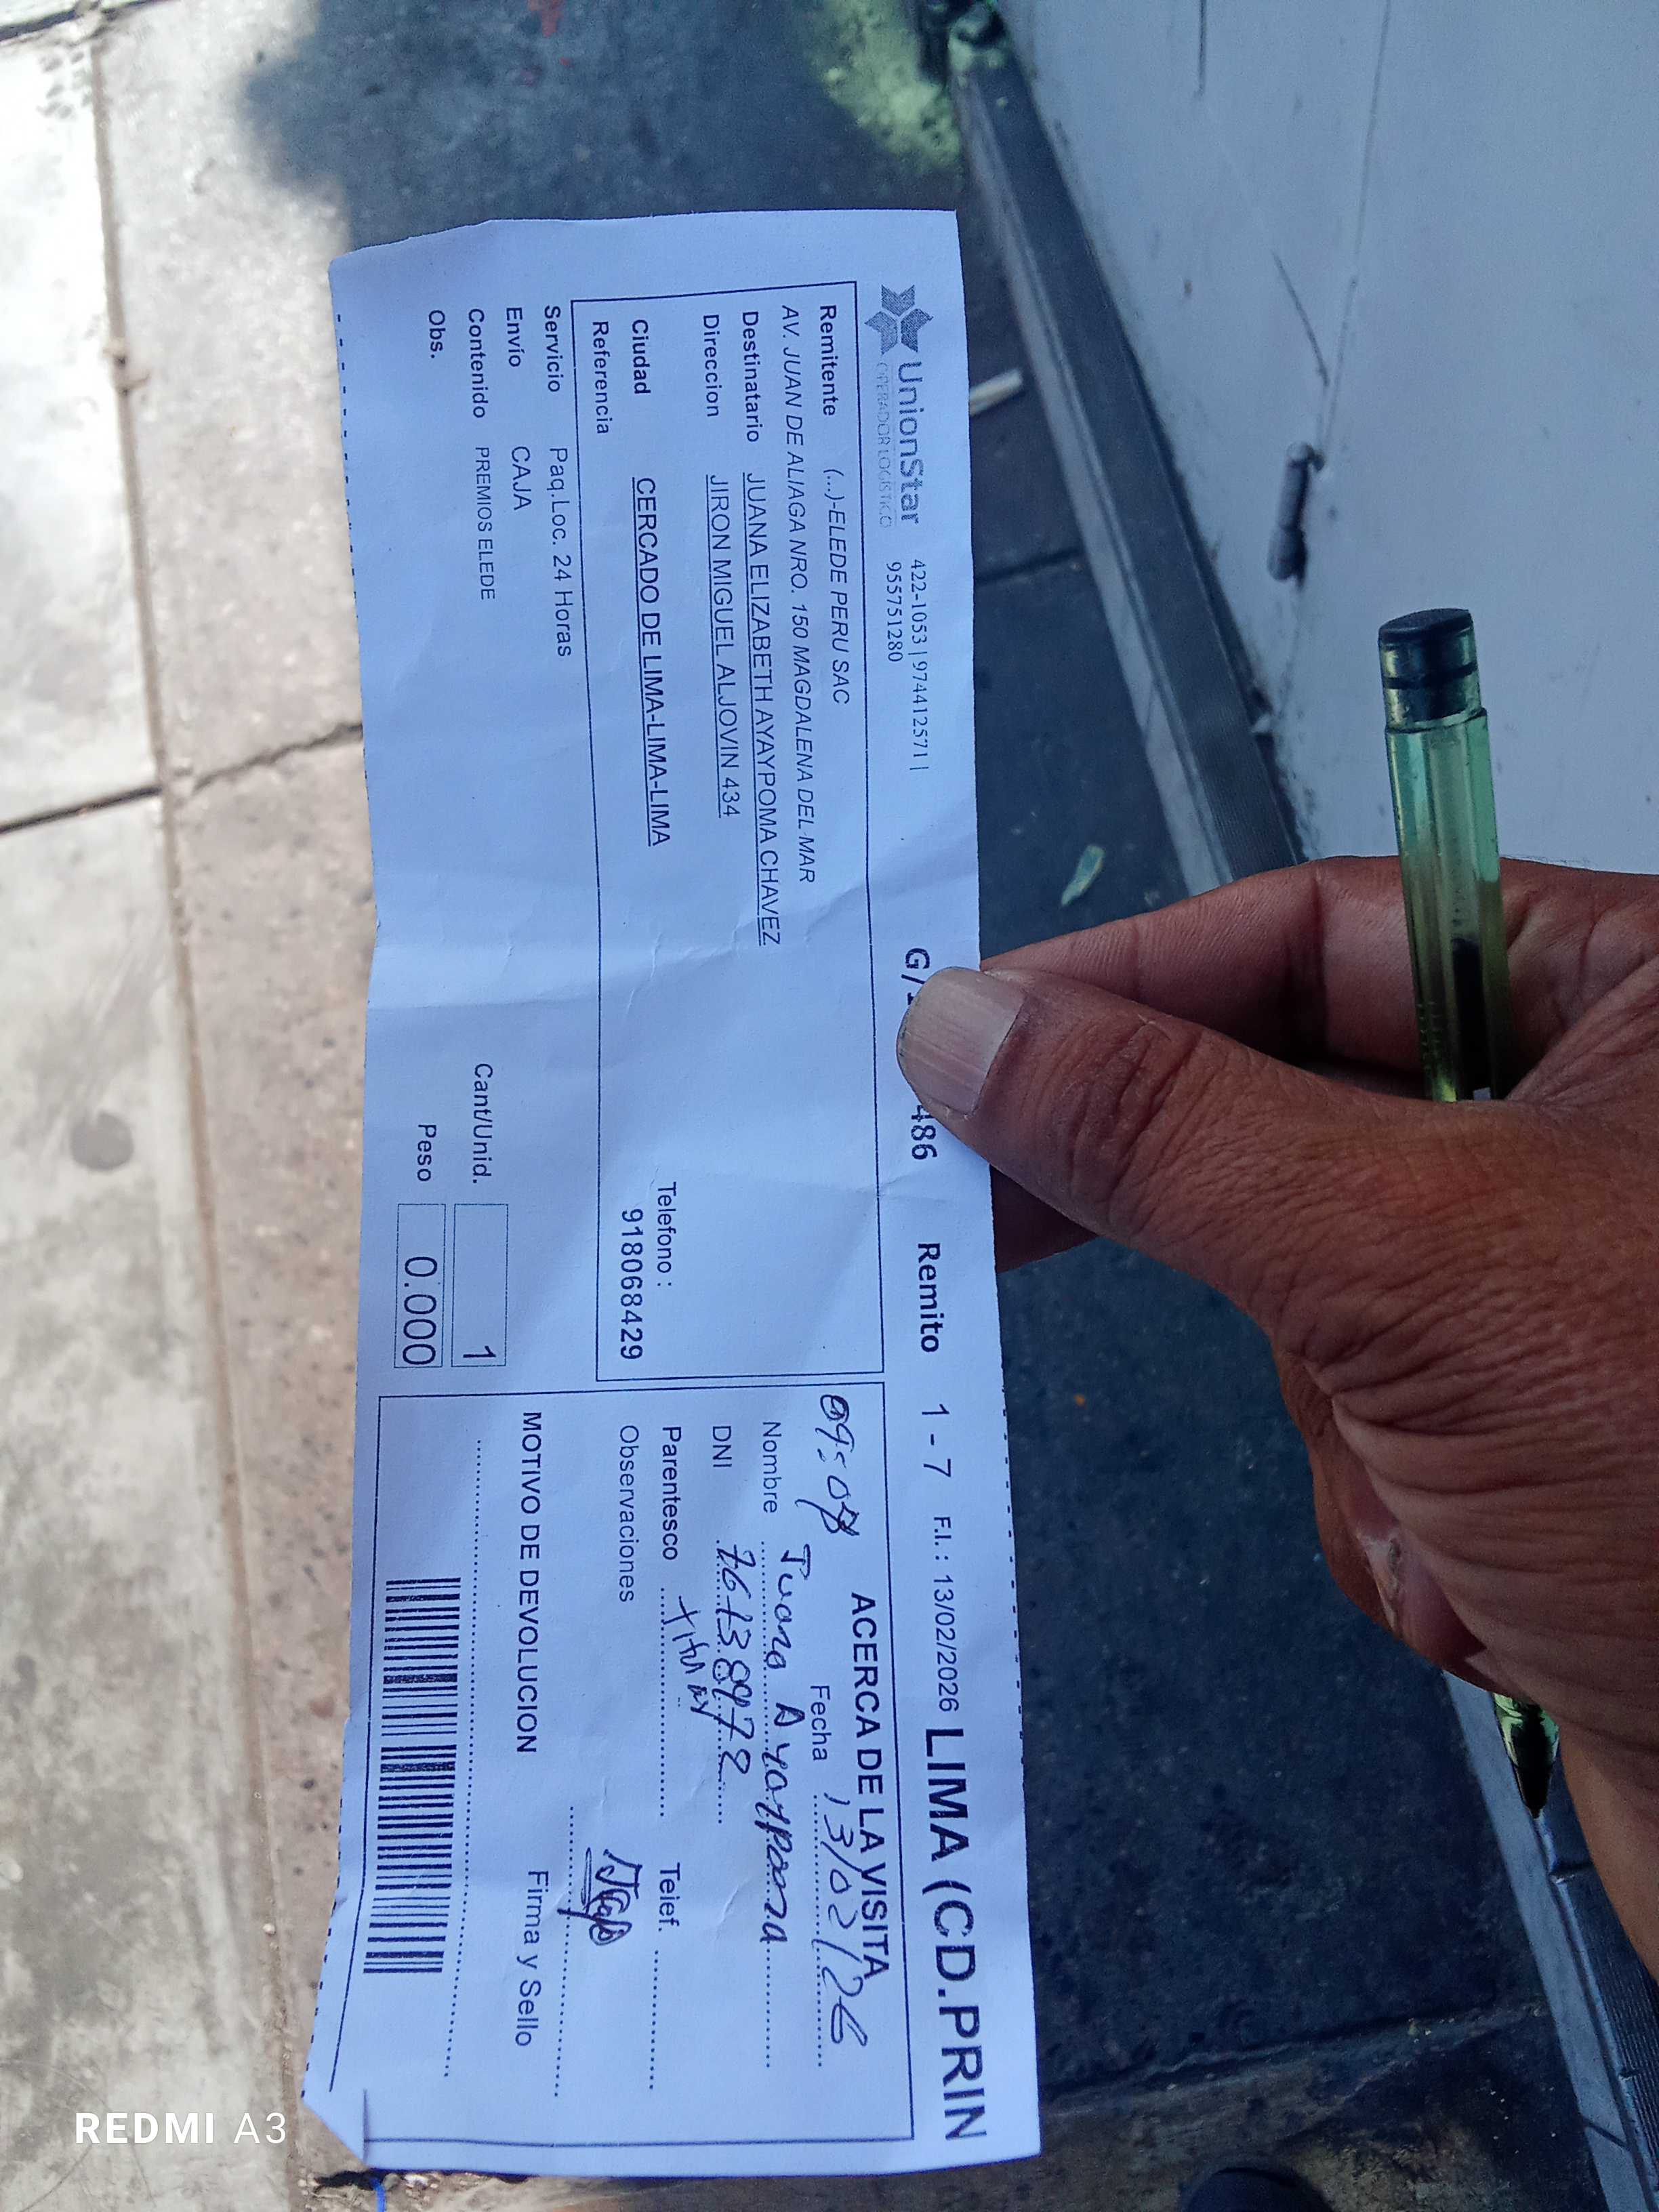 UnionStar
OPERADOR LOGISTICO
422-1053 | 974412571 |
955751280
G/ 486 Remito 1 - 7 F.I. : 13/02/2026 LIMA (CD.PRIN
Remitente (...)-ELEDE PERU SAC
AV. JUAN DE ALIAGA NRO. 150 MAGDALENA DEL MAR
Destinatario JUANA ELIZABETH AYAYPOMA CHAVEZ
Direccion JIRON MIGUEL ALJOVIN 434
Ciudad CERCADO DE LIMA-LIMA-LIMA
Referencia
Telefono :
918068429
Servicio Paq.Loc. 24 Horas
Envío CAJA
Contenido PREMIOS ELEDE
Obs.
Cant/Unid. 1
Peso 0.000
ACERCA DE LA VISITA
09:08 Fecha 13/02/26
Nombre Juana Ayaypoma
DNI 76138972
Parentesco Titular Telef.
Observaciones
MOTIVO DE DEVOLUCION Firma y Sello
REDMI A3